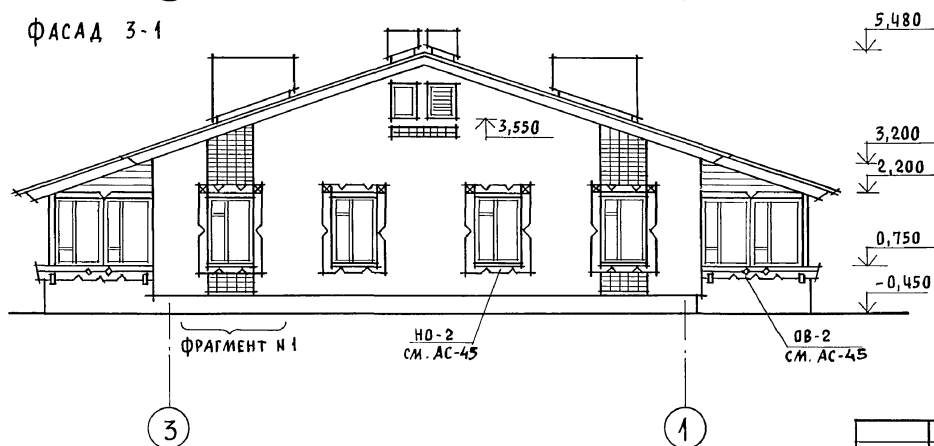 ФАСАД 3-1
5,480
3,550
3,200
2,200
0,750
-0,450
ФРАГМЕНТ N1
НО-2
СМ. АС-45
ОВ-2
СМ. АС-45
3
1